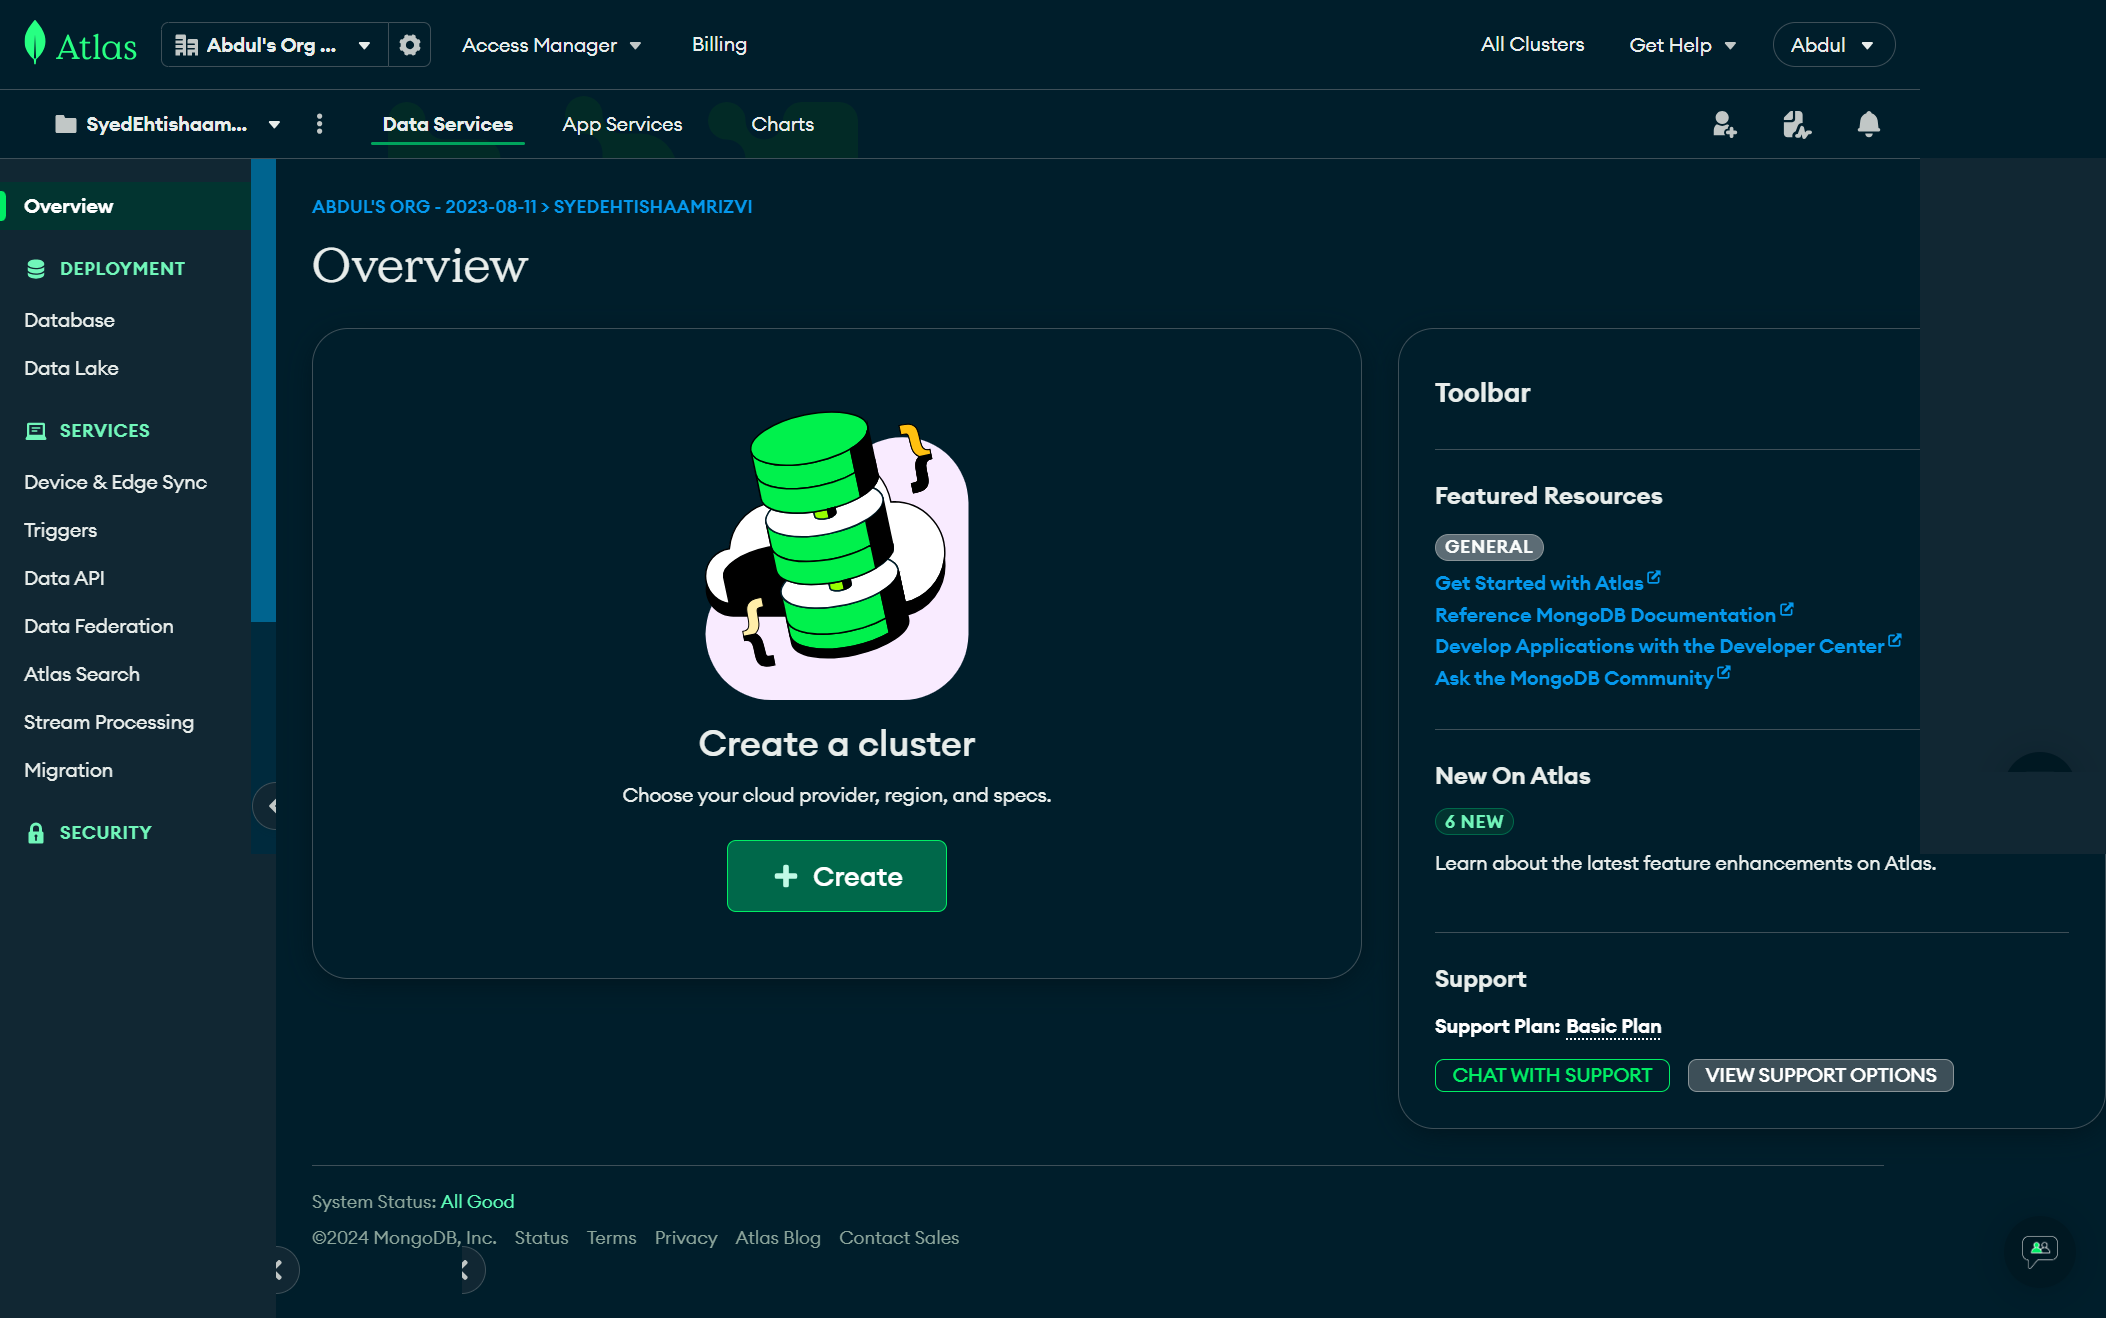 Atlas
Abdul's Org ...
Access Manager
Billing
All Clusters
Get Help
Abdul
SyedEhtishaam...
Data Services
App Services
Charts
Overview
DEPLOYMENT
Database
Data Lake
SERVICES
Device & Edge Sync
Triggers
Data API
Data Federation
Atlas Search
Stream Processing
Migration
SECURITY
ABDUL'S ORG - 2023-08-11 > SYEDEHTISHAAMRIZVI
Overview
Create a cluster
Choose your cloud provider, region, and specs.
+ Create
Toolbar
Featured Resources
GENERAL
Get Started with Atlas
Reference MongoDB Documentation
Develop Applications with the Developer Center
Ask the MongoDB Community
New On Atlas
6 NEW
Learn about the latest feature enhancements on Atlas.
Support
Support Plan: Basic Plan
CHAT WITH SUPPORT
VIEW SUPPORT OPTIONS
System Status: All Good
©2024 MongoDB, Inc. Status Terms Privacy Atlas Blog Contact Sales